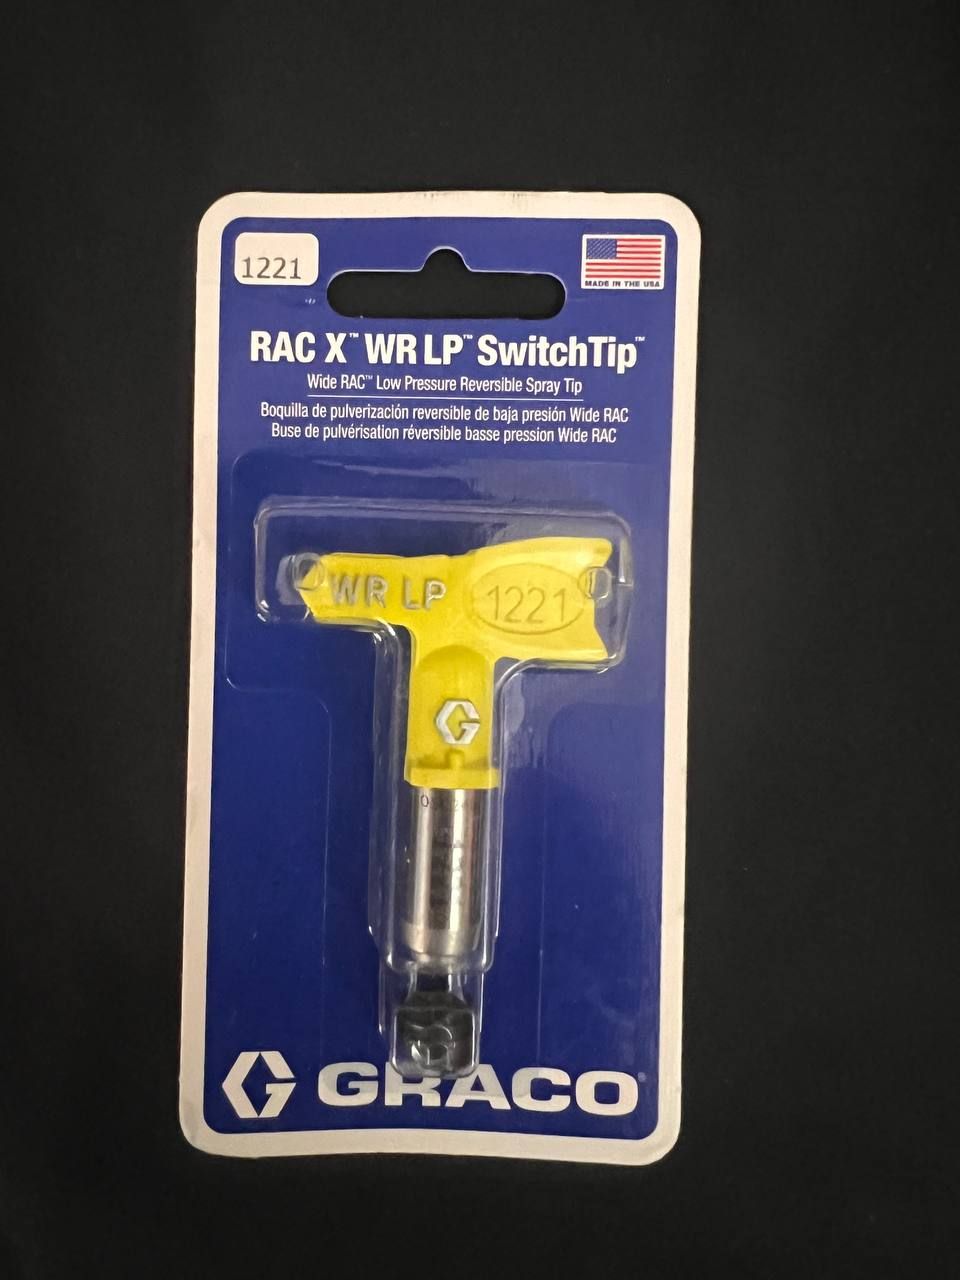 1221
MADE IN THE USA
RAC X™ WR LP™ SwitchTip™
Wide RAC™ Low Pressure Reversible Spray Tip
Boquilla de pulverización reversible de baja presión Wide RAC
Buse de pulvérisation réversible basse pression Wide RAC
WR LP 1221
G
GRACO